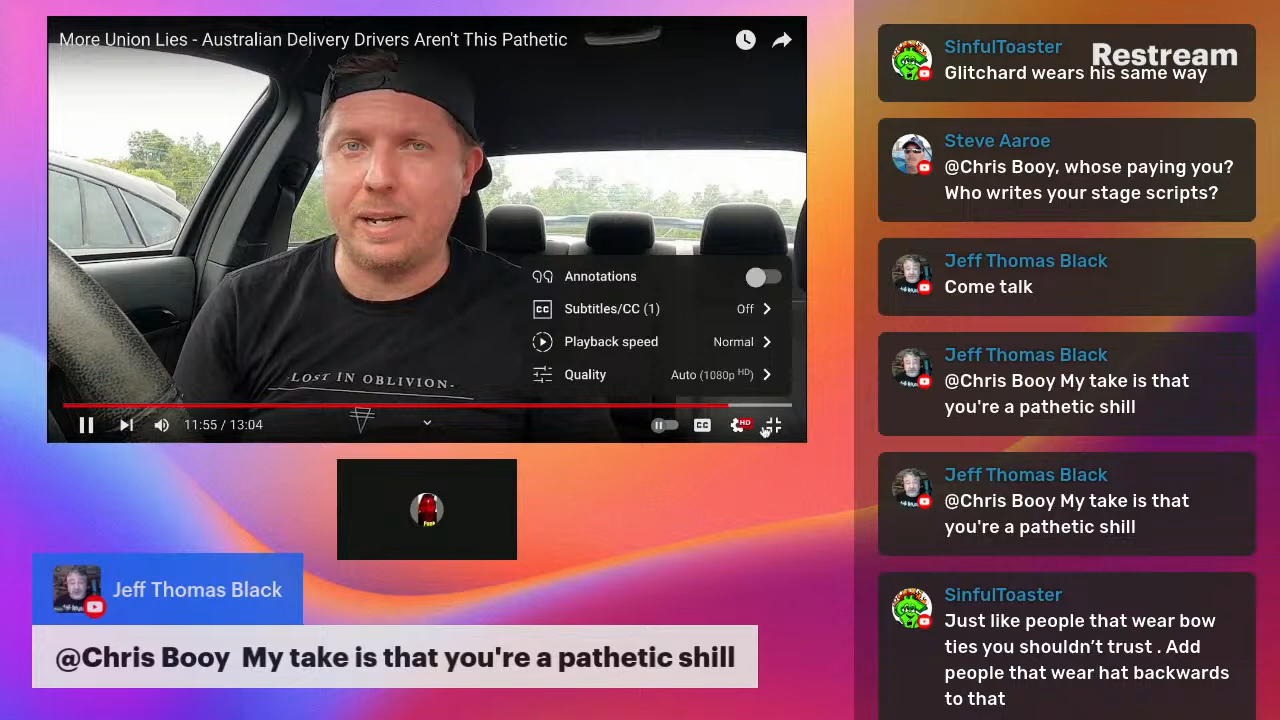 More Union Lies - Australian Delivery Drivers Aren't This Pathetic
LOST IN OBLIVION.
Annotations
CC Subtitles/CC (1) Off
Playback speed Normal
Quality Auto (1080p HD)
11:55 / 13:04
CC
HD
Jeff Thomas Black
@Chris Booy My take is that you're a pathetic shill
Restream
SinfulToaster
Glitchard wears his same way
Steve Aaroe
@Chris Booy, whose paying you?
Who writes your stage scripts?
Jeff Thomas Black
Come talk
Jeff Thomas Black
@Chris Booy My take is that
you're a pathetic shill
Jeff Thomas Black
@Chris Booy My take is that
you're a pathetic shill
SinfulToaster
Just like people that wear bow
ties you shouldn’t trust . Add
people that wear hat backwards
to that